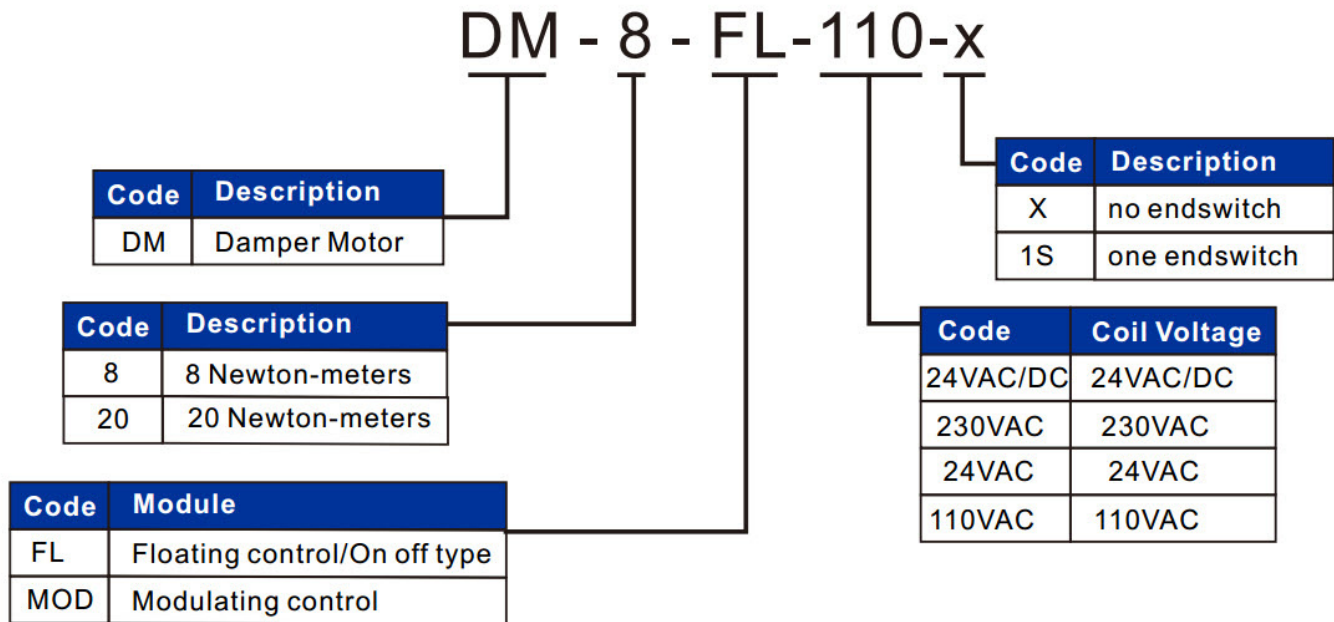 DM - 8 - FL-110-x
Code Description
DM Damper Motor
Code Description
8 8 Newton-meters
20 20 Newton-meters
Code Module
FL Floating control/On off type
MOD Modulating control
Code Description
X no endswitch
1S one endswitch
Code Coil Voltage
24VAC/DC 24VAC/DC
230VAC 230VAC
24VAC 24VAC
110VAC 110VAC